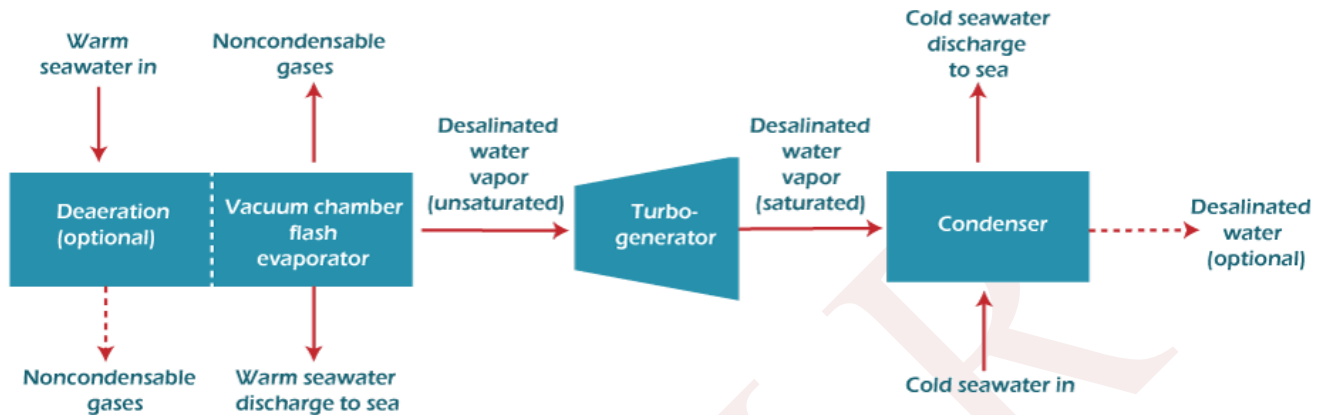 Warm
seawater in
Noncondensable
gases
Cold seawater
discharge
to sea
Desalinated
water
vapor
(unsaturated)
Desalinated
water
vapor
(saturated)
Deaeration
(optional)
Vacuum chamber
flash
evaporator
Turbo-
generator
Condenser
Desalinated
water
(optional)
Noncondensable
gases
Warm seawater
discharge to sea
Cold seawater in